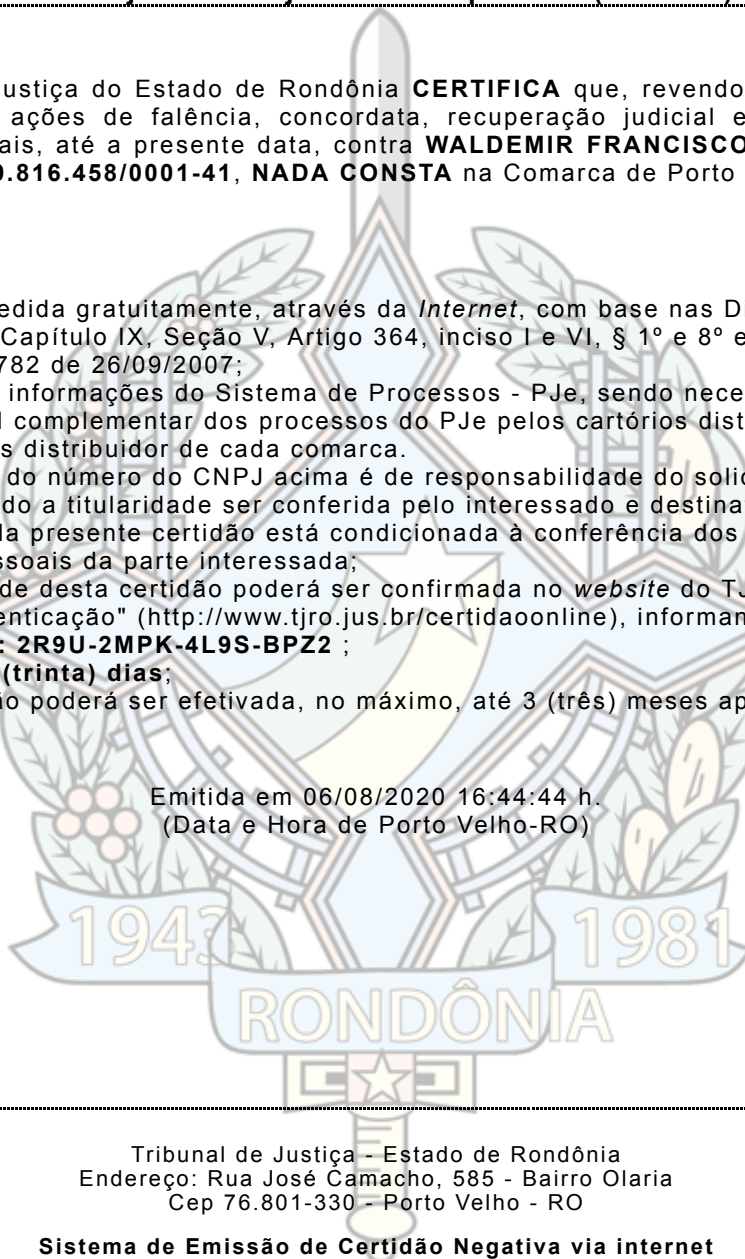 ustiça do Estado de Rondônia CERTIFICA que, revendo
ações de falência, concordata, recuperação judicial e
ais, até a presente data, contra WALDEMIR FRANCISCO
9.816.458/0001-41, NADA CONSTA na Comarca de Porto
edida gratuitamente, através da Internet, com base nas D
Capítulo IX, Seção V, Artigo 364, inciso I e VI, § 1º e 8º e
782 de 26/09/2007;
informações do Sistema de Processos - PJe, sendo nece
l complementar dos processos do PJe pelos cartórios dist
s distribuidor de cada comarca.
do número do CNPJ acima é de responsabilidade do soli
do a titularidade ser conferida pelo interessado e destina
da presente certidão está condicionada à conferência dos
ssoais da parte interessada;
de desta certidão poderá ser confirmada no website do TJ
enticação" (http://www.tjro.jus.br/certidaoonline), informan
: 2R9U-2MPK-4L9S-BPZ2 ;
(trinta) dias;
ão poderá ser efetivada, no máximo, até 3 (três) meses ap
Emitida em 06/08/2020 16:44:44 h.
(Data e Hora de Porto Velho-RO)
1943
1981
RONDÔNIA
Tribunal de Justiça - Estado de Rondônia
Endereço: Rua José Camacho, 585 - Bairro Olaria
Cep 76.801-330 - Porto Velho - RO
Sistema de Emissão de Certidão Negativa via internet